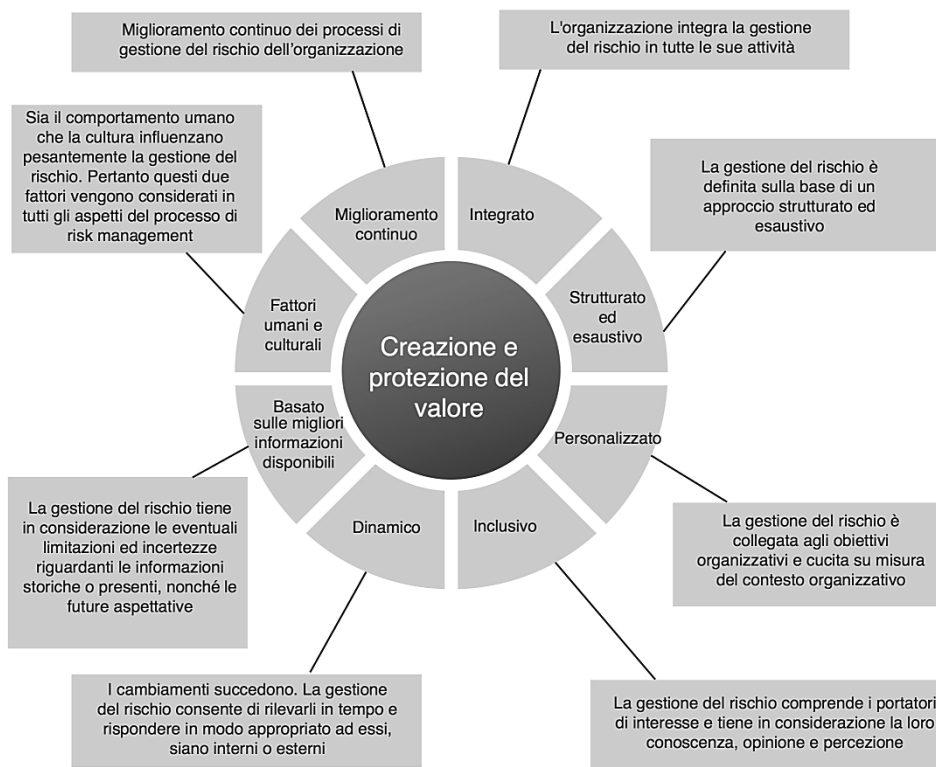 Miglioramento continuo dei processi di
gestione del rischio dell'organizzazione
L'organizzazione integra la gestione
del rischio in tutte le sue attività
Sia il comportamento umano
che la cultura influenzano
pesantemente la gestione del
rischio. Pertanto questi due
fattori vengono considerati in
tutti gli aspetti del processo di
risk management
La gestione del rischio è
definita sulla base di un
approccio strutturato ed
esaustivo
Miglioramento
continuo
Integrato
Fattori
umani e
culturali
Strutturato
ed
esaustivo
Creazione e
protezione del
valore
Basato
sulle migliori
informazioni
disponibili
Personalizzato
Dinamico
Inclusivo
La gestione del rischio tiene
in considerazione le eventuali
limitazioni ed incertezze
riguardanti le informazioni
storiche o presenti, nonché le
future aspettative
La gestione del rischio è
collegata agli obiettivi
organizzativi e cucita su misura
del contesto organizzativo
I cambiamenti succedono. La gestione
del rischio consente di rilevarli in tempo e
rispondere in modo appropriato ad essi,
siano interni o esterni
La gestione del rischio comprende i portatori
di interesse e tiene in considerazione la loro
conoscenza, opinione e percezione